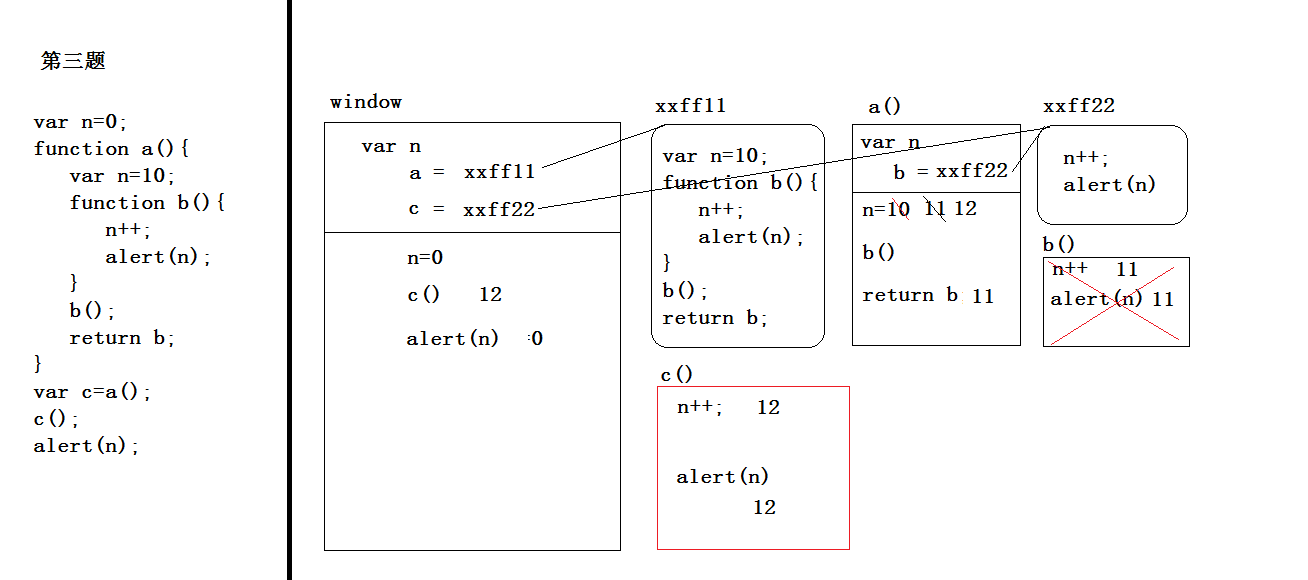 第三题
var n=0;
function a(){
var n=10;
function b(){
n++;
alert(n);
}
b();
return b;
}
var c=a();
c();
alert(n);
window
var n
a = xxff11
c = xxff22
n=0
c() 12
alert(n) :0
xxff11
var n=10;
function b(){
n++;
alert(n);
}
b();
return b;
a()
var n
b = xxff22
n=10 11 12
b()
return b 11
xxff22
n++;
alert(n)
b()
n++ 11
alert(n) 11
c()
n++; 12
alert(n)
12